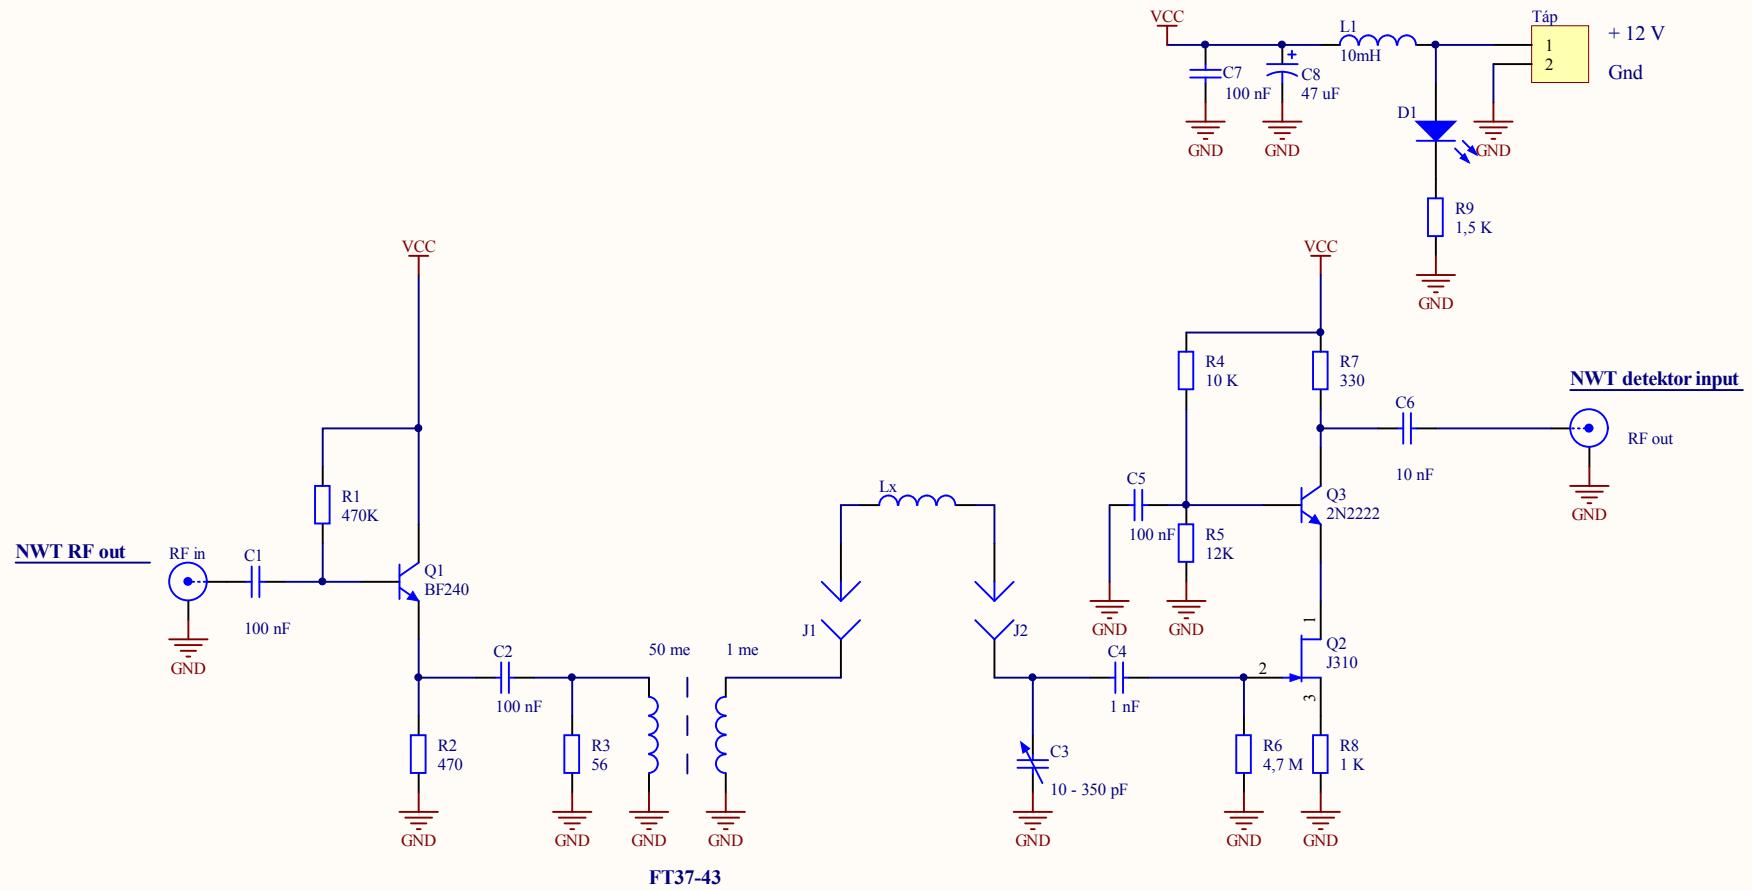 VCC
L1
10mH
Táp
1
2
+ 12 V
Gnd
C7
100 nF
+
C8
47 uF
D1
GND
GND
GND
R9
1,5 K
GND
VCC
VCC
R4
10 K
R7
330
NWT detektor input
C6
10 nF
RF out
GND
R1
470K
Lx
C5
100 nF
Q3
2N2222
R5
12K
NWT RF out
RF in
C1
100 nF
Q1
BF240
GND
GND
GND
J1
J2
1
Q2
J310
2
3
C2
100 nF
50 me
1 me
C4
1 nF
R2
470
R3
56
C3
10 - 350 pF
R6
4,7 M
R8
1 K
GND
GND
GND
GND
GND
GND
GND
FT37-43